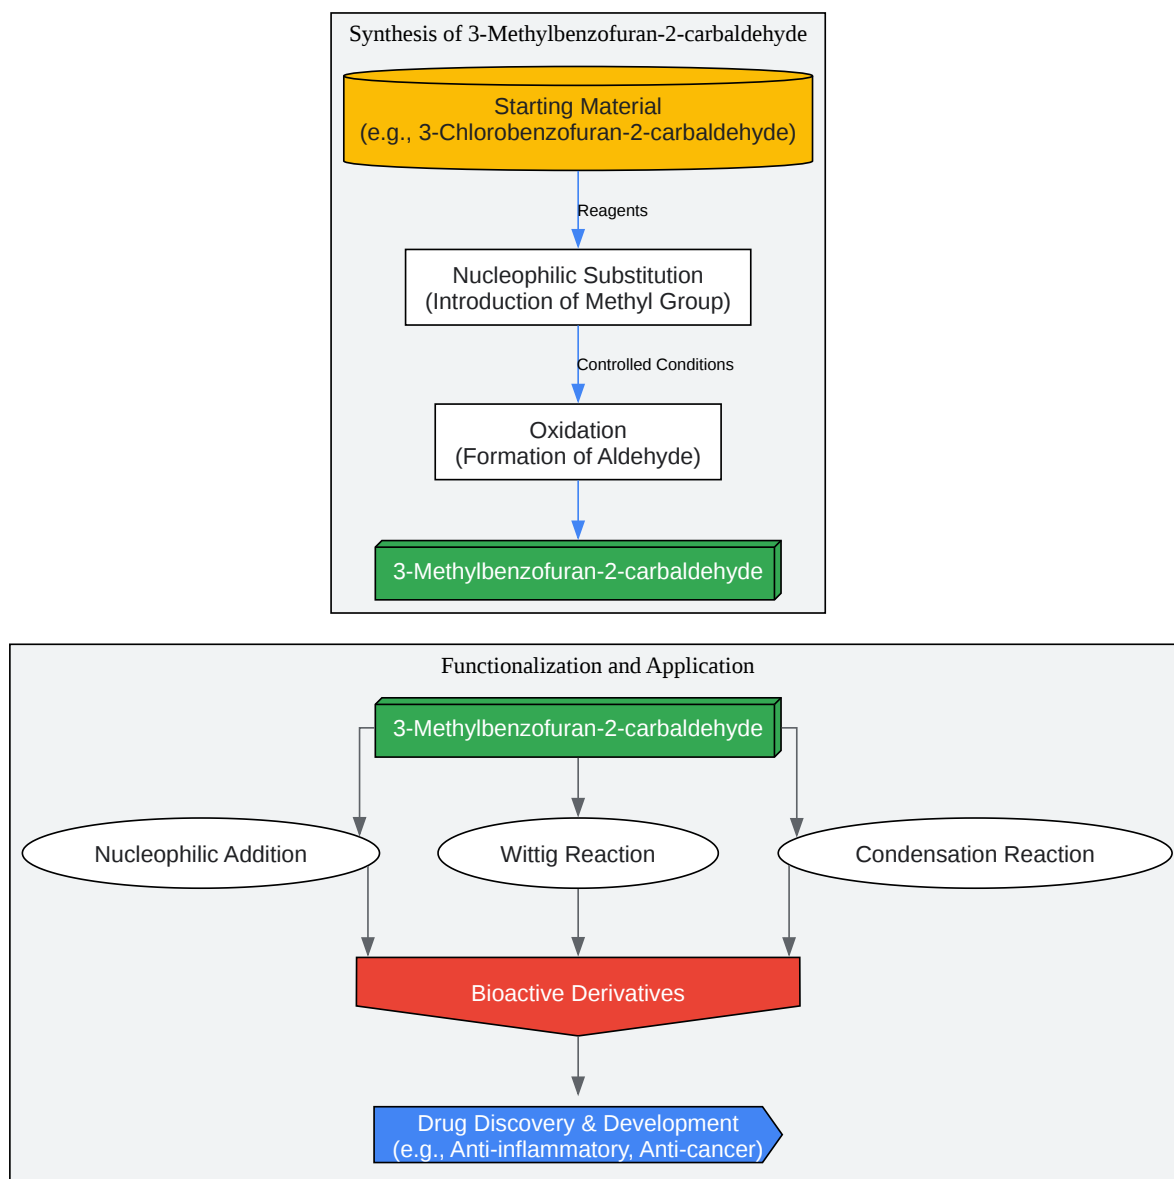 Synthesis of 3-Methylbenzofuran-2-carbaldehyde
Starting Material
(e.g., 3-Chlorobenzofuran-2-carbaldehyde)
Reagents
Nucleophilic Substitution
(Introduction of Methyl Group)
Controlled Conditions
Oxidation
(Formation of Aldehyde)
3-Methylbenzofuran-2-carbaldehyde
Functionalization and Application
3-Methylbenzofuran-2-carbaldehyde
Nucleophilic Addition
Wittig Reaction
Condensation Reaction
Bioactive Derivatives
Drug Discovery & Development
(e.g., Anti-inflammatory, Anti-cancer)